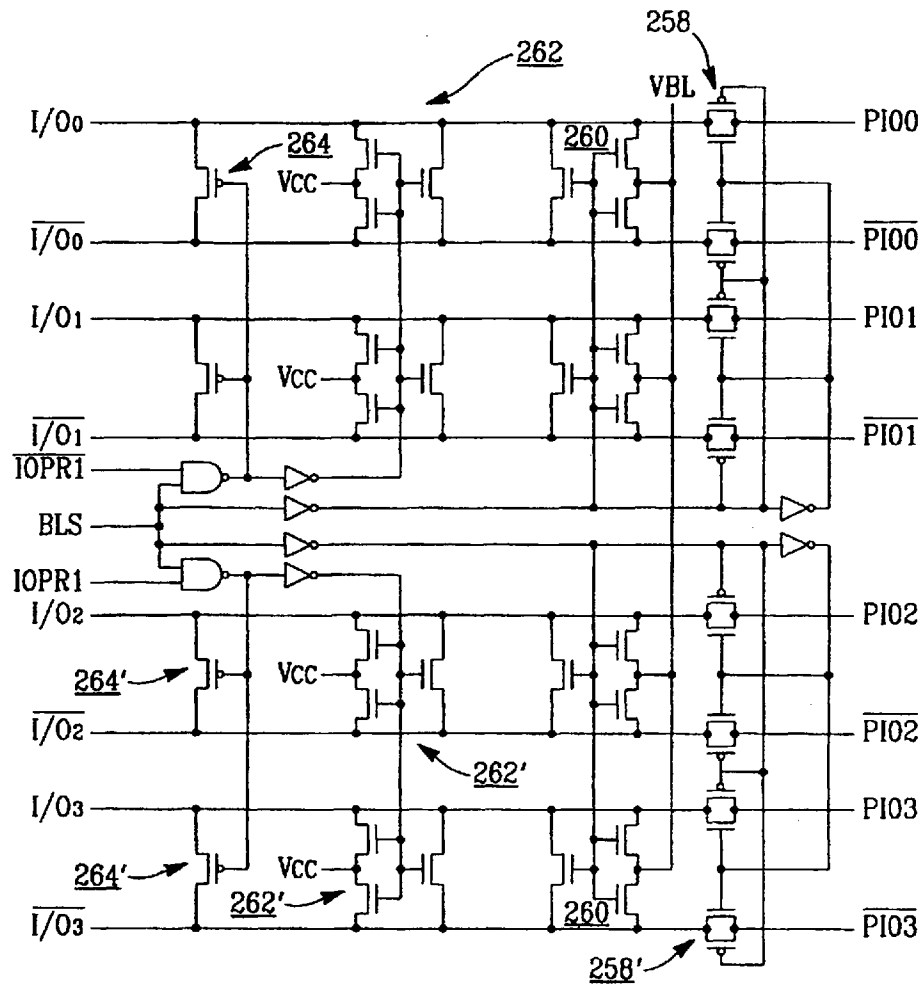 258
262
VBL
I/O0
264
VCC
260
PIO0
I/O0
PIO0
I/O1
VCC
PIO1
I/O1
PIO1
IOPR1
BLS
IOPR1
I/O2
PIO2
264'
VCC
I/O2
PIO2
262'
I/O3
PIO3
264'
VCC
262'
260
I/O3
PIO3
258'